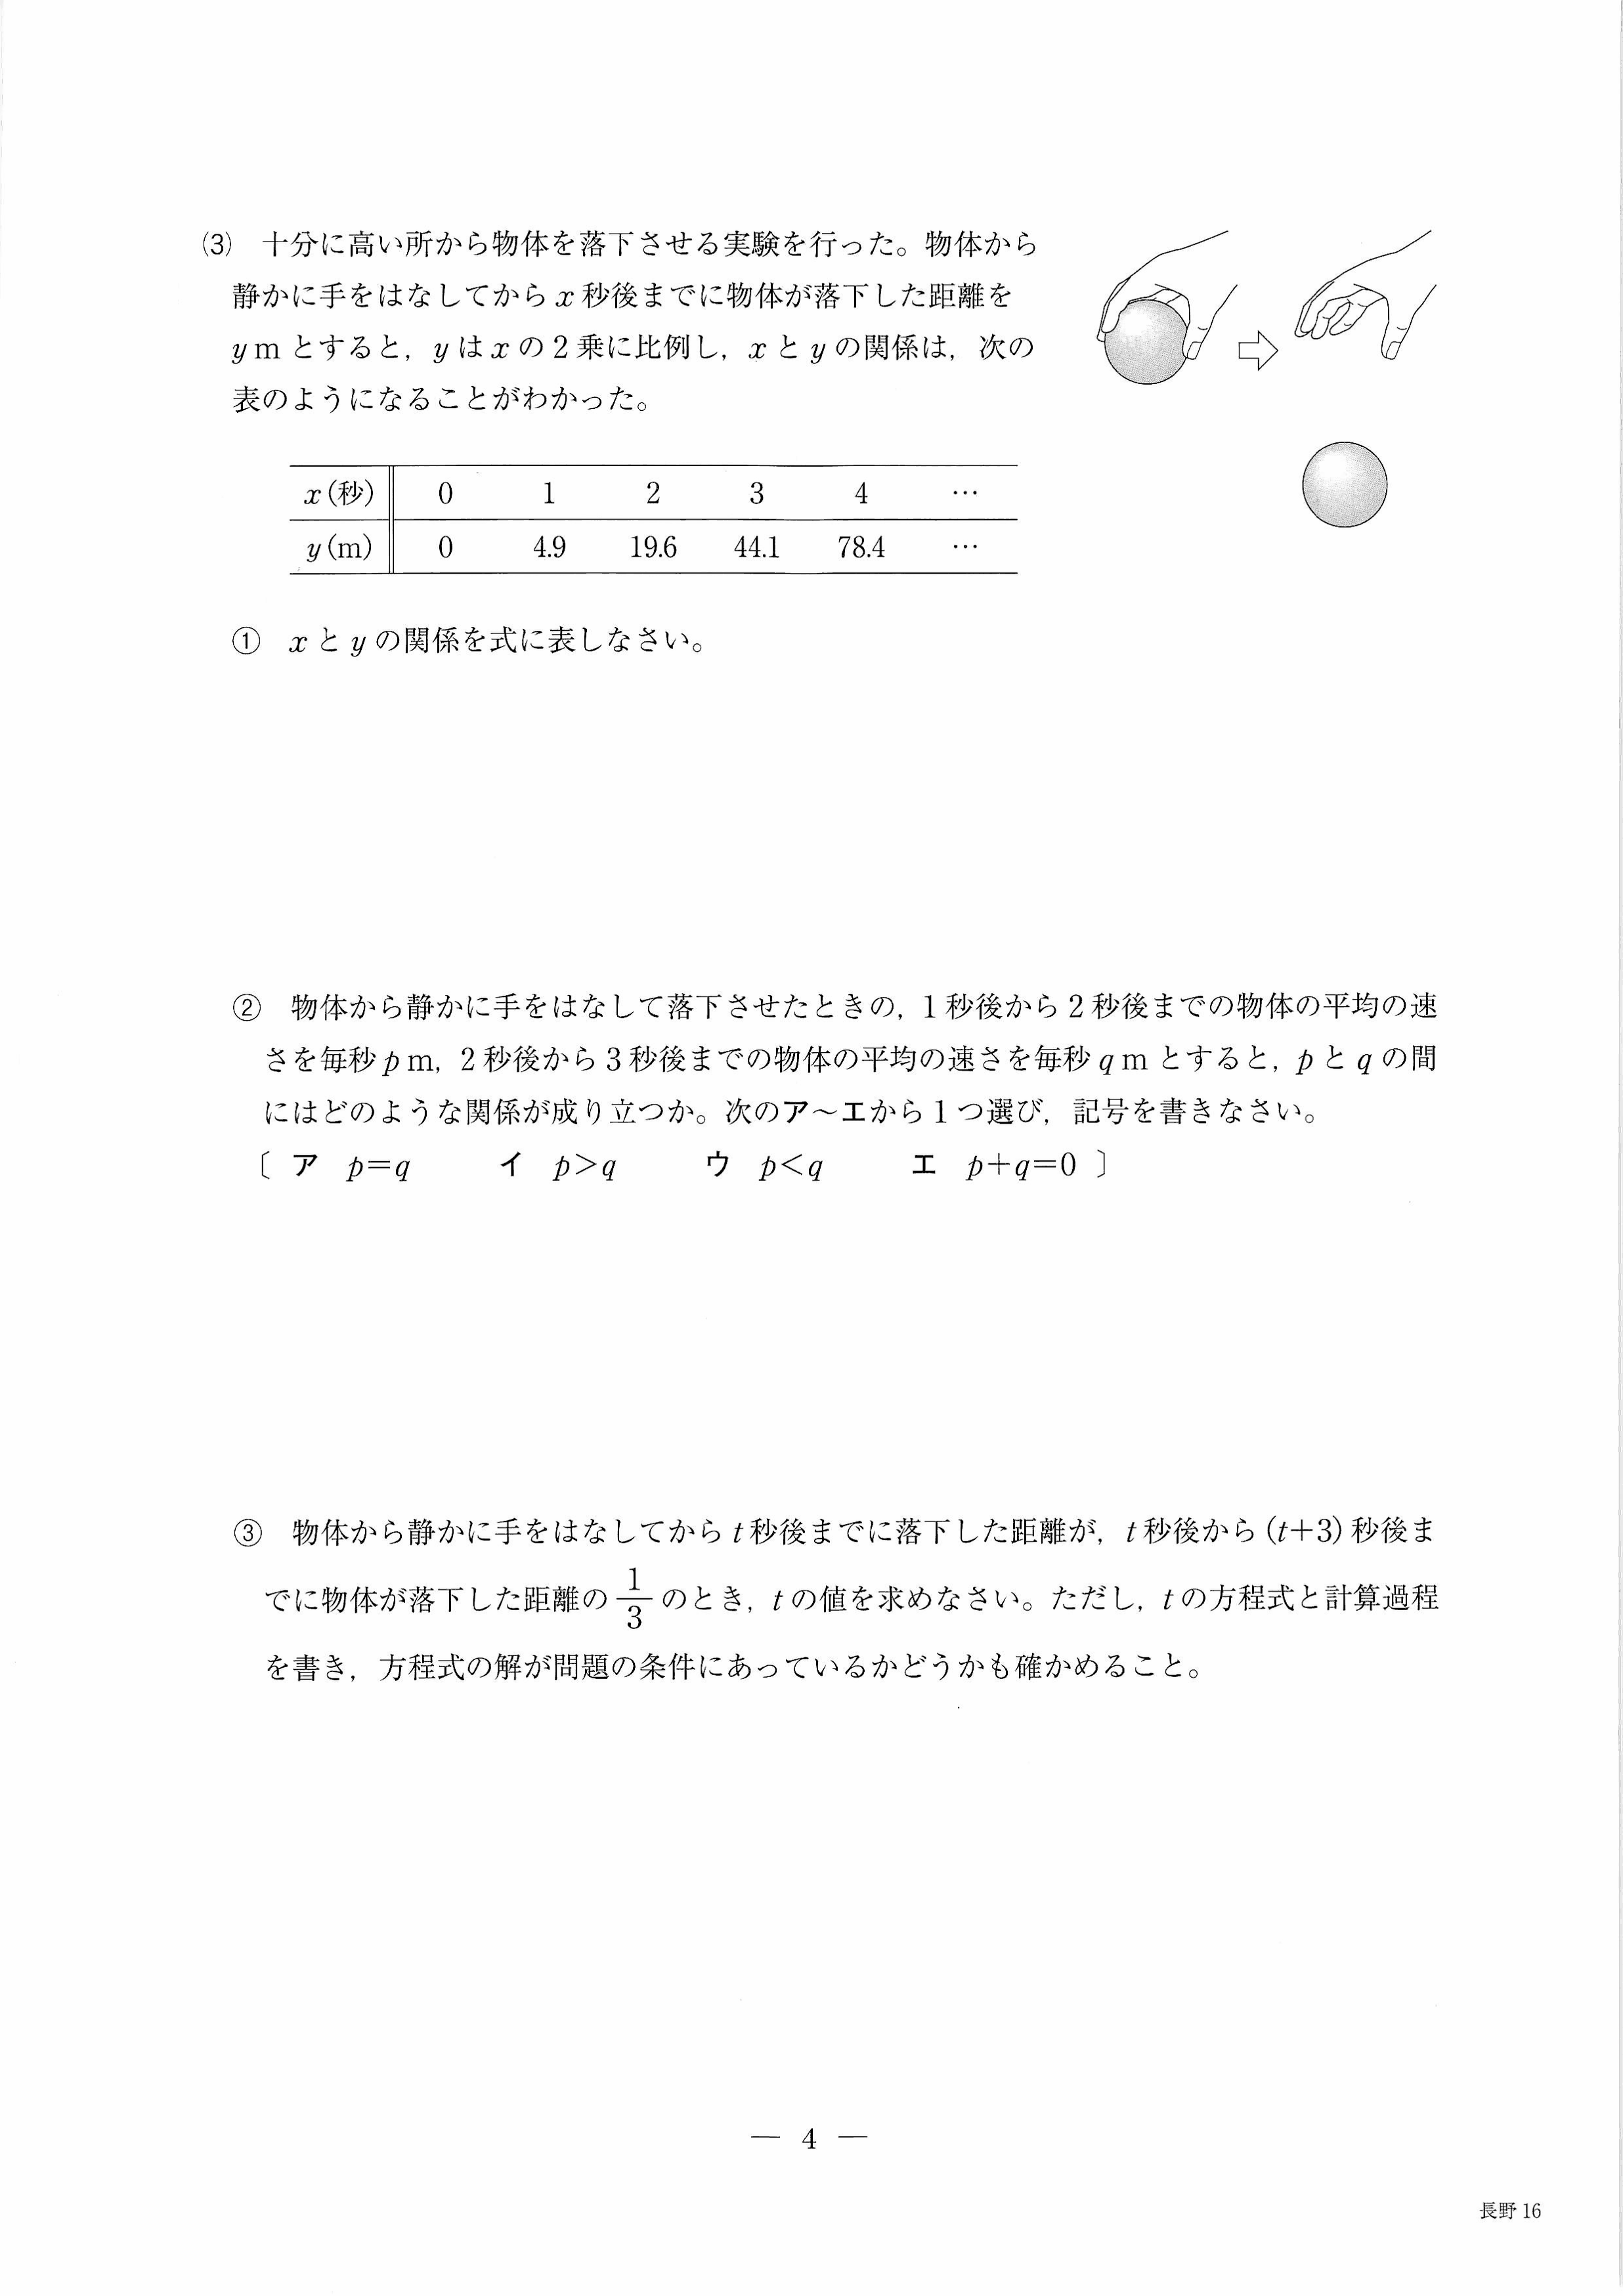 (3) 十分に高い所から物体を落下させる実験を行った。物体から
静かに手をはなしてからx秒後までに物体が落下した距離を
y mとすると，yはxの2乗に比例し，xとyの関係は，次の
表のようになることがわかった。
x(秒) 0 1 2 3 4 …
y(m) 0 4.9 19.6 44.1 78.4 …
① xとyの関係を式に表しなさい。
② 物体から静かに手をはなして落下させたときの，1秒後から2秒後までの物体の平均の速
さを毎秒p m，2秒後から3秒後までの物体の平均の速さを毎秒q mとすると，pとqの間
にはどのような関係が成り立つか。次のア～エから1つ選び，記号を書きなさい。
〔 ア p=q イ p>q ウ p<q エ p+q=0 〕
③ 物体から静かに手をはなしてからt秒後までに落下した距離が，t秒後から(t+3)秒後ま
でに物体が落下した距離の1/3のとき，tの値を求めなさい。ただし，tの方程式と計算過程
を書き，方程式の解が問題の条件にあっているかどうかも確かめること。
― 4 ―
長野 16